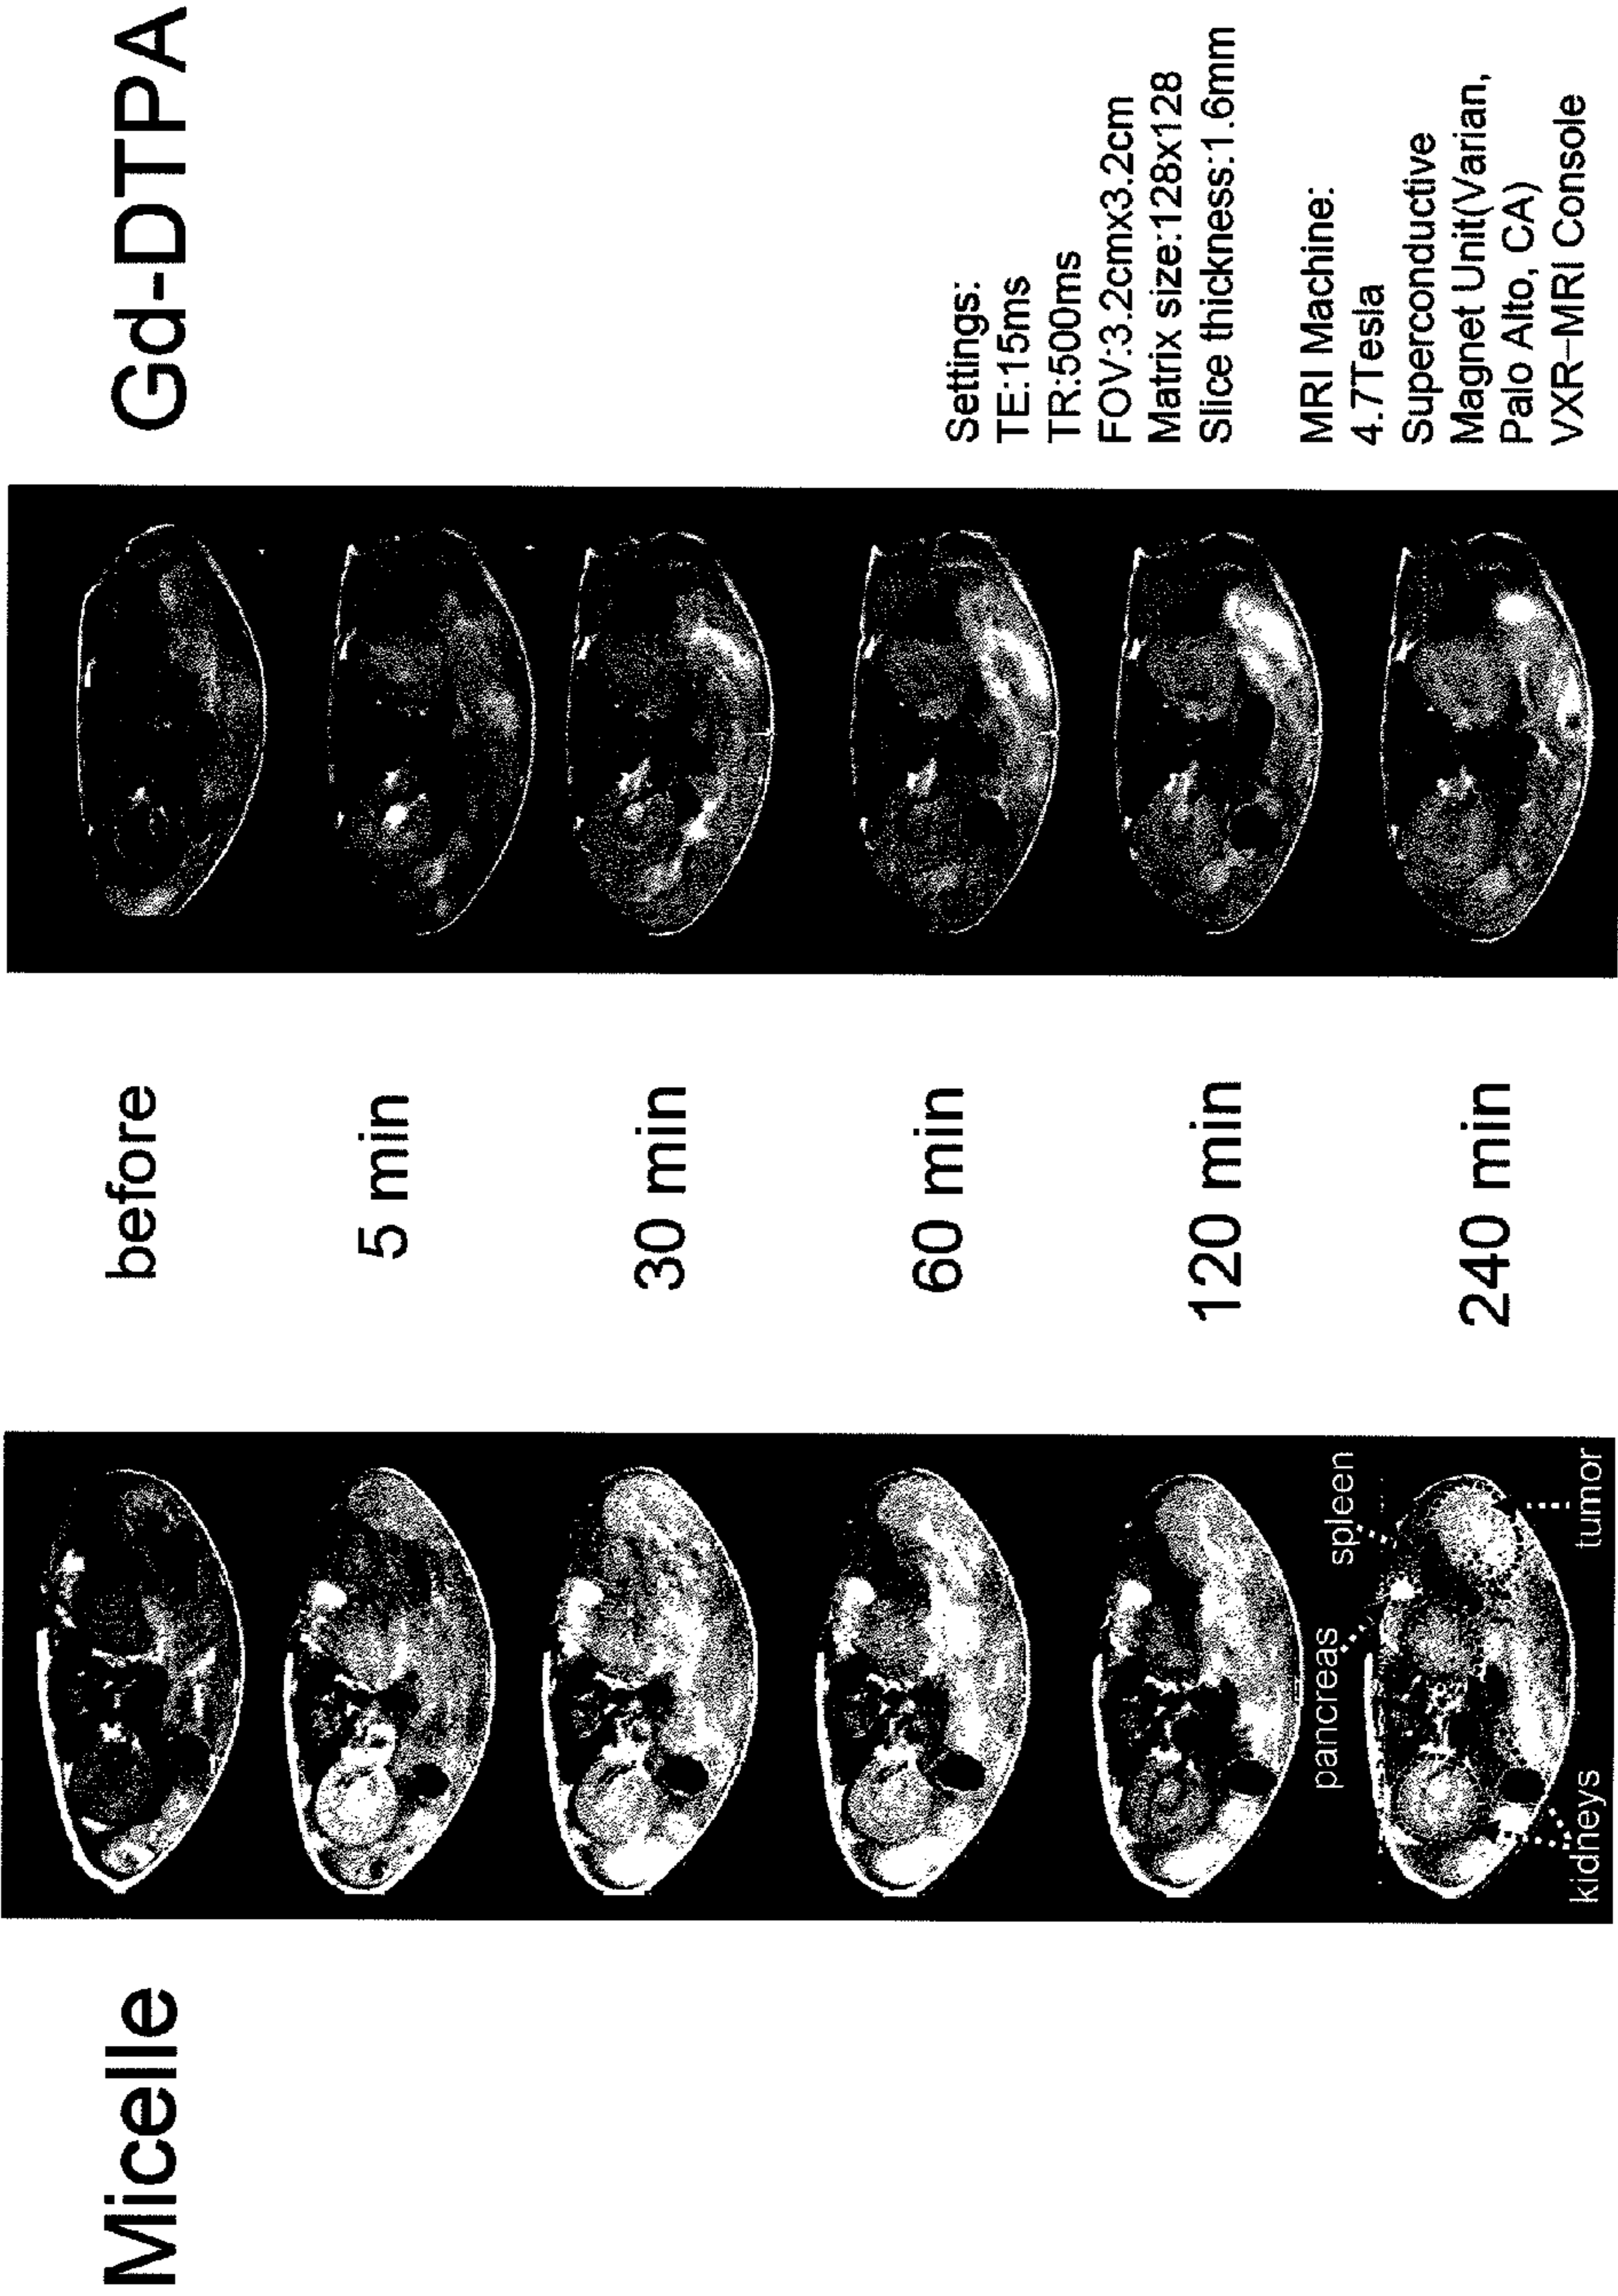 Micelle
before
Gd-DTPA
5 min
30 min
60 min
120 min
240 min
pancreas
spleen
kidneys
tumor
Settings:
TE:15ms
TR:500ms
FOV:3.2cmx3.2cm
Matrix size:128x128
Slice thickness:1.6mm
MRI Machine:
4.7Tesla
Superconductive
Magnet Unit(Varian,
Palo Alto, CA)
VXR–MRI Console